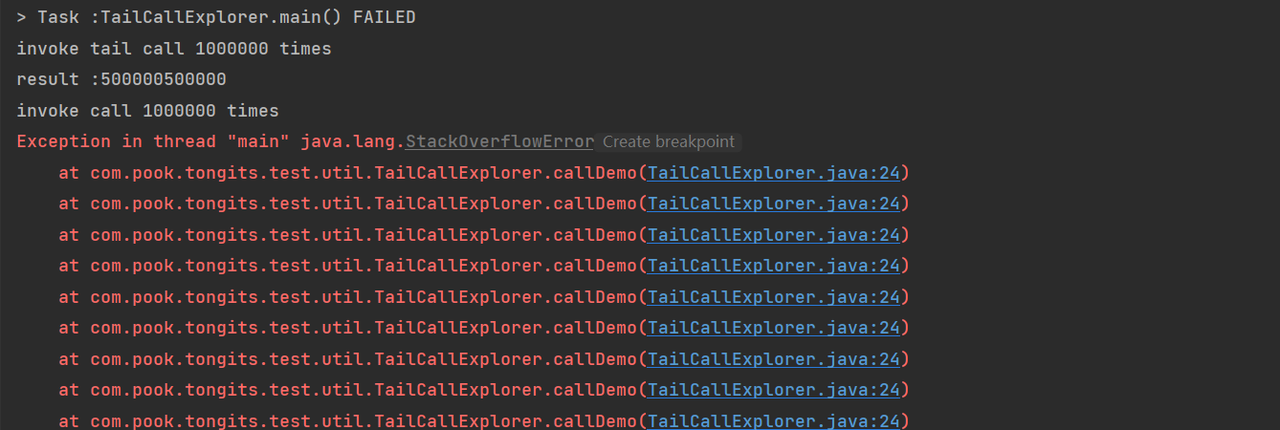 > Task :TailCallExplorer.main() FAILED
invoke tail call 1000000 times
result :500000500000
invoke call 1000000 times
Exception in thread "main" java.lang.StackOverflowError Create breakpoint
at com.pook.tongits.test.util.TailCallExplorer.callDemo(TailCallExplorer.java:24)
at com.pook.tongits.test.util.TailCallExplorer.callDemo(TailCallExplorer.java:24)
at com.pook.tongits.test.util.TailCallExplorer.callDemo(TailCallExplorer.java:24)
at com.pook.tongits.test.util.TailCallExplorer.callDemo(TailCallExplorer.java:24)
at com.pook.tongits.test.util.TailCallExplorer.callDemo(TailCallExplorer.java:24)
at com.pook.tongits.test.util.TailCallExplorer.callDemo(TailCallExplorer.java:24)
at com.pook.tongits.test.util.TailCallExplorer.callDemo(TailCallExplorer.java:24)
at com.pook.tongits.test.util.TailCallExplorer.callDemo(TailCallExplorer.java:24)
at com.pook.tongits.test.util.TailCallExplorer.callDemo(TailCallExplorer.java:24)